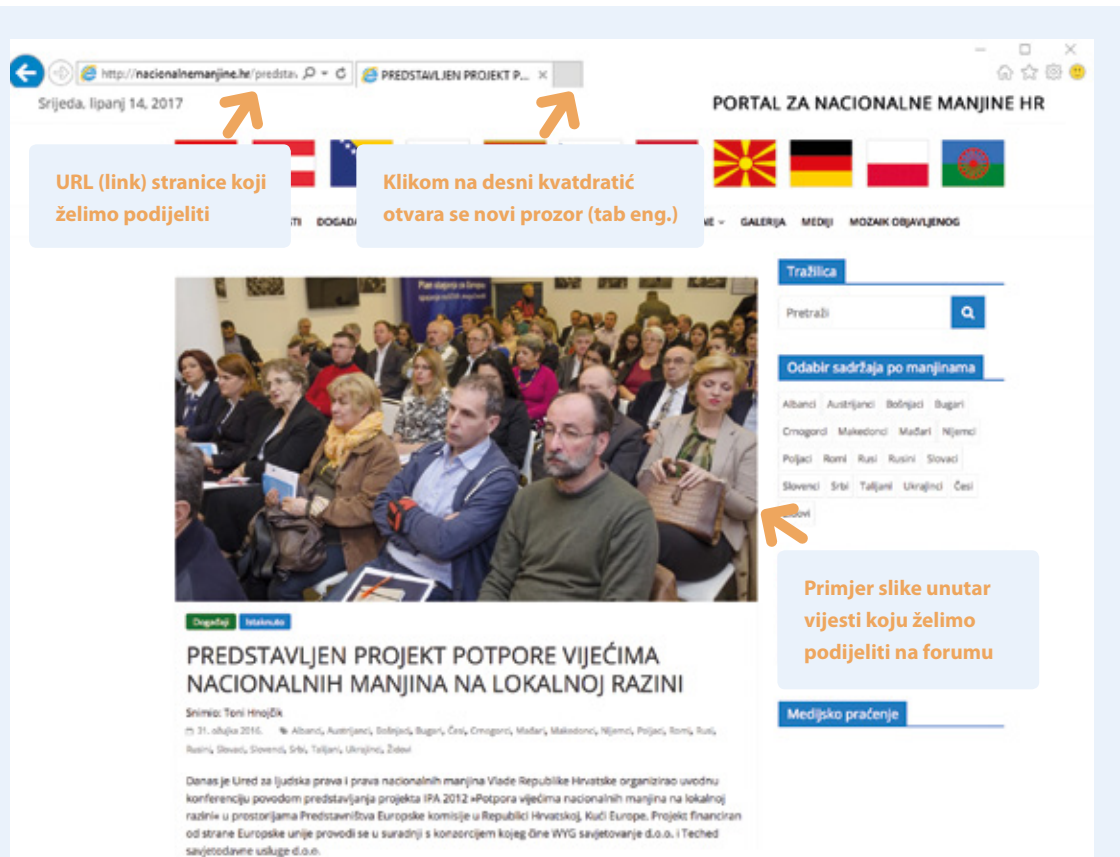 http://nacionalnemanjine.hr/predstav
PREDSTAVLJEN PROJEKT P...
Srijeda, lipanj 14, 2017
PORTAL ZA NACIONALNE MANJINE HR
URL (link) stranice koji
želimo podijeliti
Klikom na desni kvatdratić
otvara se novi prozor (tab eng.)
GALERIJA MEDIJI MOZAIK OBJAVLJENOG
Tražilica
Pretraži
Odabir sadržaja po manjinama
Albanci Austrijanci Bošnjaci Bugari
Crnogorci Makedonci Mađari Nijemci
Poljaci Romi Rusi Rusini Slovaci
Slovenci Srbi Talijani Ukrajinci Česi
Primjer slike unutar
vijesti koju želimo
podijeliti na forumu
Događaji Istaknuto
PREDSTAVLJEN PROJEKT POTPORE VIJEĆIMA
NACIONALNIH MANJINA NA LOKALNOJ RAZINI
Snimio: Toni Hnojčik
31. ožujka 2016. Albanci, Austrijanci, Bošnjaci, Bugari, Česi, Crnogorci, Mađari, Makedonci, Nijemci, Poljaci, Romi, Rusi,
Rusini, Slovaci, Slovenci, Srbi, Talijani, Ukrajinci, Židovi
Medijsko praćenje
Danas je Ured za ljudska prava i prava nacionalnih manjina Vlade Republike Hrvatske organizirao uvodnu
konferenciju povodom predstavljanja projekta IPA 2012 »Potpora vijećima nacionalnih manjina na lokalnoj
razini« u prostorijama Predstavništva Europske komisije u Republici Hrvatskoj, Kući Europe. Projekt financiran
od strane Europske unije provodi se u suradnji s konzorcijem kojeg čine WYG savjetovanje d.o.o. i Teched
savjetodavne usluge d.o.o.